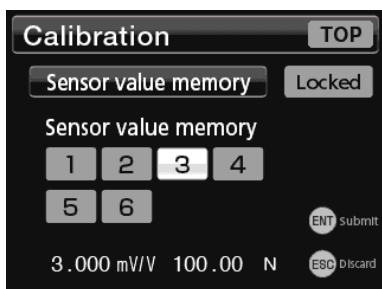 Calibration TOP
Sensor value memory Locked
Sensor value memory
1 2 3 4
5 6
ENT Submit
3.000 mV/V 100.00 N ESC Discard